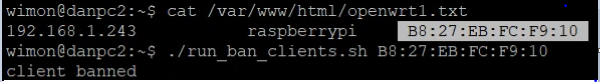 wimon@danpc2:~$ cat /var/www/html/openwrt1.txt
192.168.1.243 raspberrypi B8:27:EB:FC:F9:10
wimon@danpc2:~$ ./run_ban_clients.sh B8:27:EB:FC:F9:10
client banned